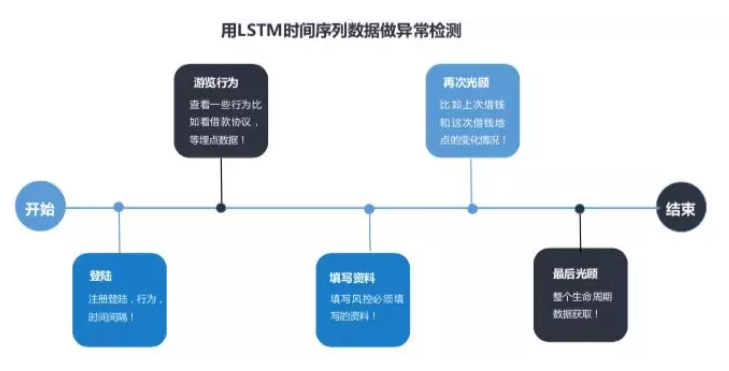 用LSTM时间序列数据做异常检测
游览行为
查看一些行为比
如看借款协议，
等埋点数据！
再次光顾
比如上次借钱
和这次借钱地
点的变化情况！
开始
结束
登陆
注册登陆，行为，
时间间隔！
填写资料
填写风控必须填
写的资料！
最后光顾
整个生命周期
数据获取！